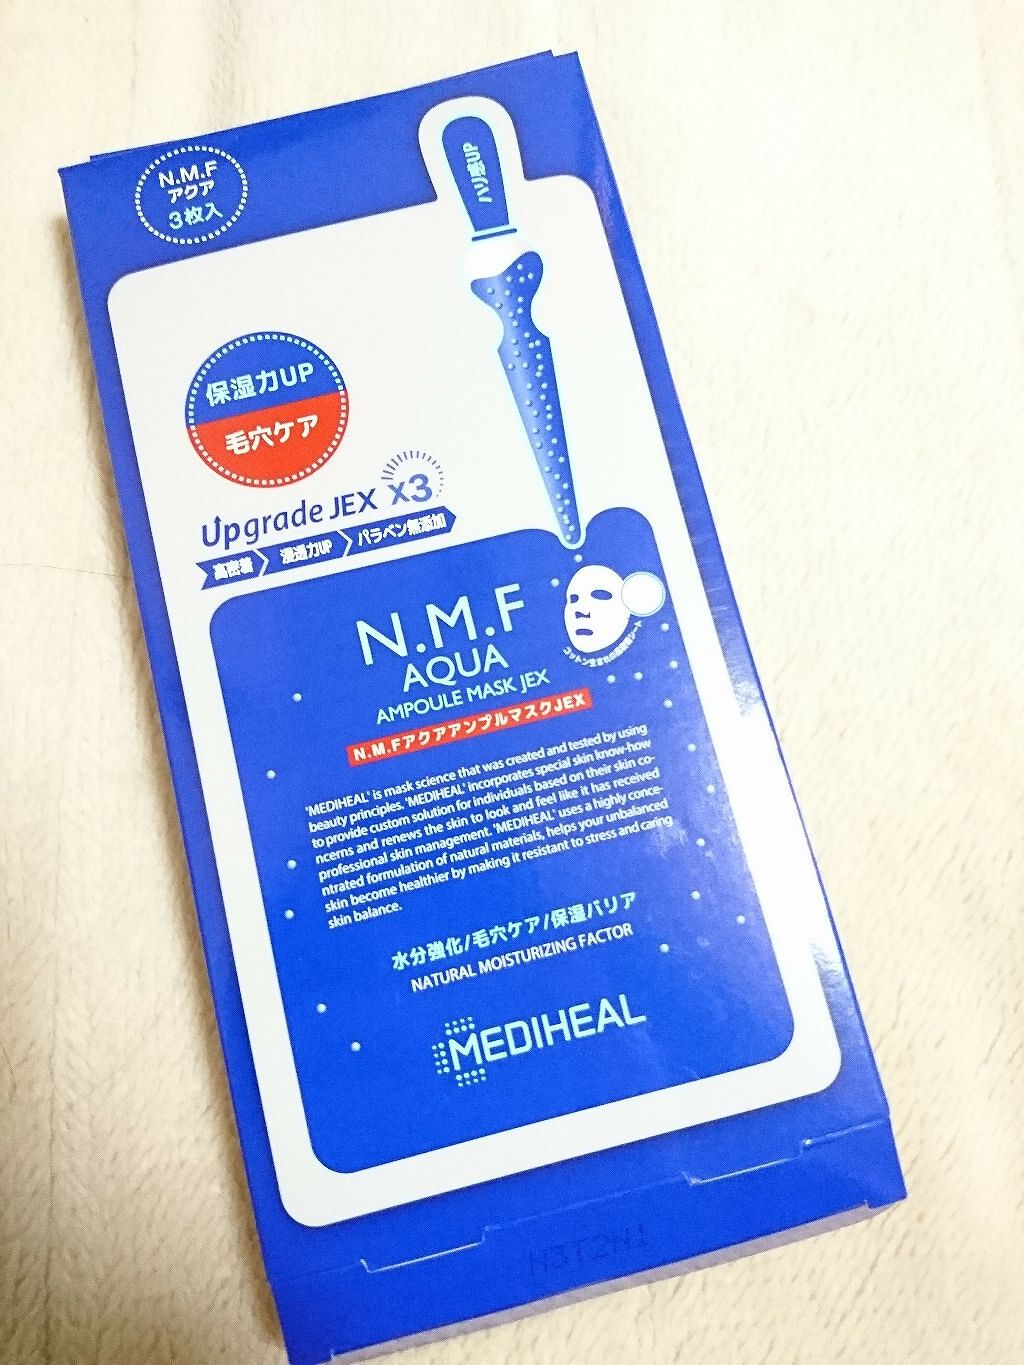 N.M.F
アクア
3枚入
ハリ感UP
保湿力UP
毛穴ケア
Upgrade JEX X3
高密着 浸透力UP パラベン無添加
N.M.F
AQUA
AMPOULE MASK JEX
N.M.FアクアアンプルマスクJEX
'MEDIHEAL' is mask science that was created and tested by using
beauty principles. 'MEDIHEAL' incorporates special skin know-how
to provide custom solution for individuals based on their skin co-
ncerns and renews the skin to look and feel like it has received
professional skin management. 'MEDIHEAL' uses a highly conce-
ntrated formulation of natural materials, helps your unbalanced
skin become healthier by making it resistant to stress and caring
skin balance.
水分強化/毛穴ケア/保湿バリア
NATURAL MOISTURIZING FACTOR
MEDIHEAL